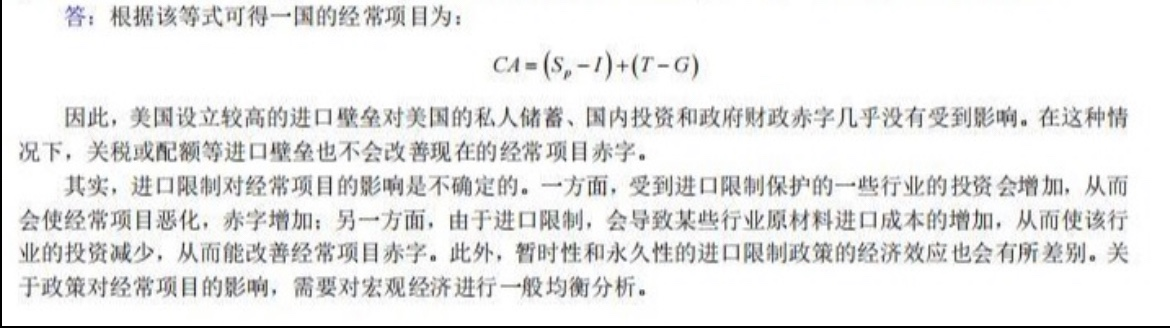 答：根据该等式可得一国的经常项目为：
CA=(Sₚ-I)+(T-G)
因此，美国设立较高的进口壁垒对美国的私人储蓄、国内投资和政府财政赤字几乎没有受到影响。在这种情
况下，关税或配额等进口壁垒也不会改善现在的经常项目赤字。
其实，进口限制对经常项目的影响是不确定的。一方面，受到进口限制保护的一些行业的投资会增加，从而
会使经常项目恶化，赤字增加；另一方面，由于进口限制，会导致某些行业原材料进口成本的增加，从而使该行
业的投资减少，从而能改善经常项目赤字。此外，暂时性和永久性的进口限制政策的经济效应也会有所差别。关
于政策对经常项目的影响，需要对宏观经济进行一般均衡分析。